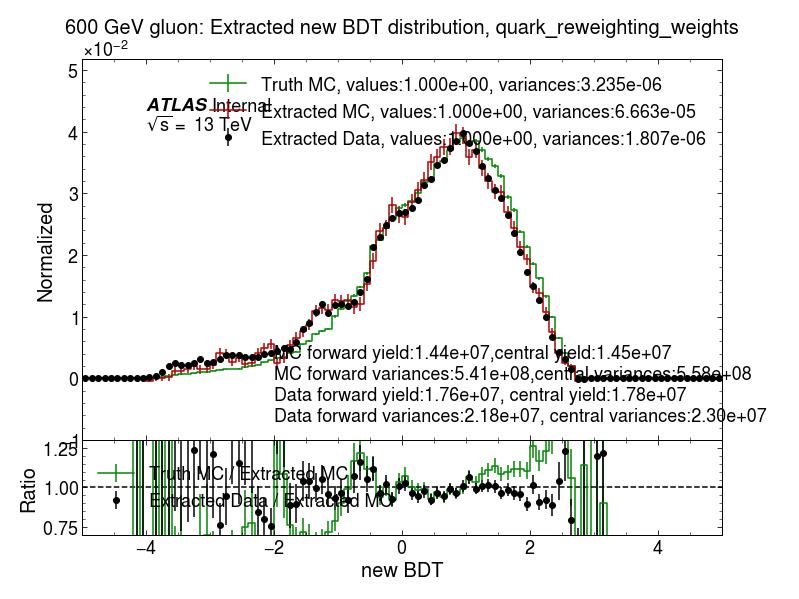 600 GeV gluon: Extracted new BDT distribution, quark_reweighting_weights
×10⁻²
Truth MC, values:1.000e+00, variances:3.235e-06
ATLAS Internal
Extracted MC, values:1.000e+00, variances:6.663e-05
√s = 13 TeV
Extracted Data, values:1.000e+00, variances:1.807e-06
5
4
3
2
1
0
−1
Normalized
MC forward yield:1.44e+07,central yield:1.45e+07
MC forward variances:5.41e+08,central variances:5.58e+08
Data forward yield:1.76e+07, central yield:1.78e+07
Data forward variances:2.18e+07, central variances:2.30e+07
1.25
1.00
0.75
Ratio
Truth MC / Extracted MC
Extracted Data / Extracted MC
−4 −2 0 2 4
new BDT